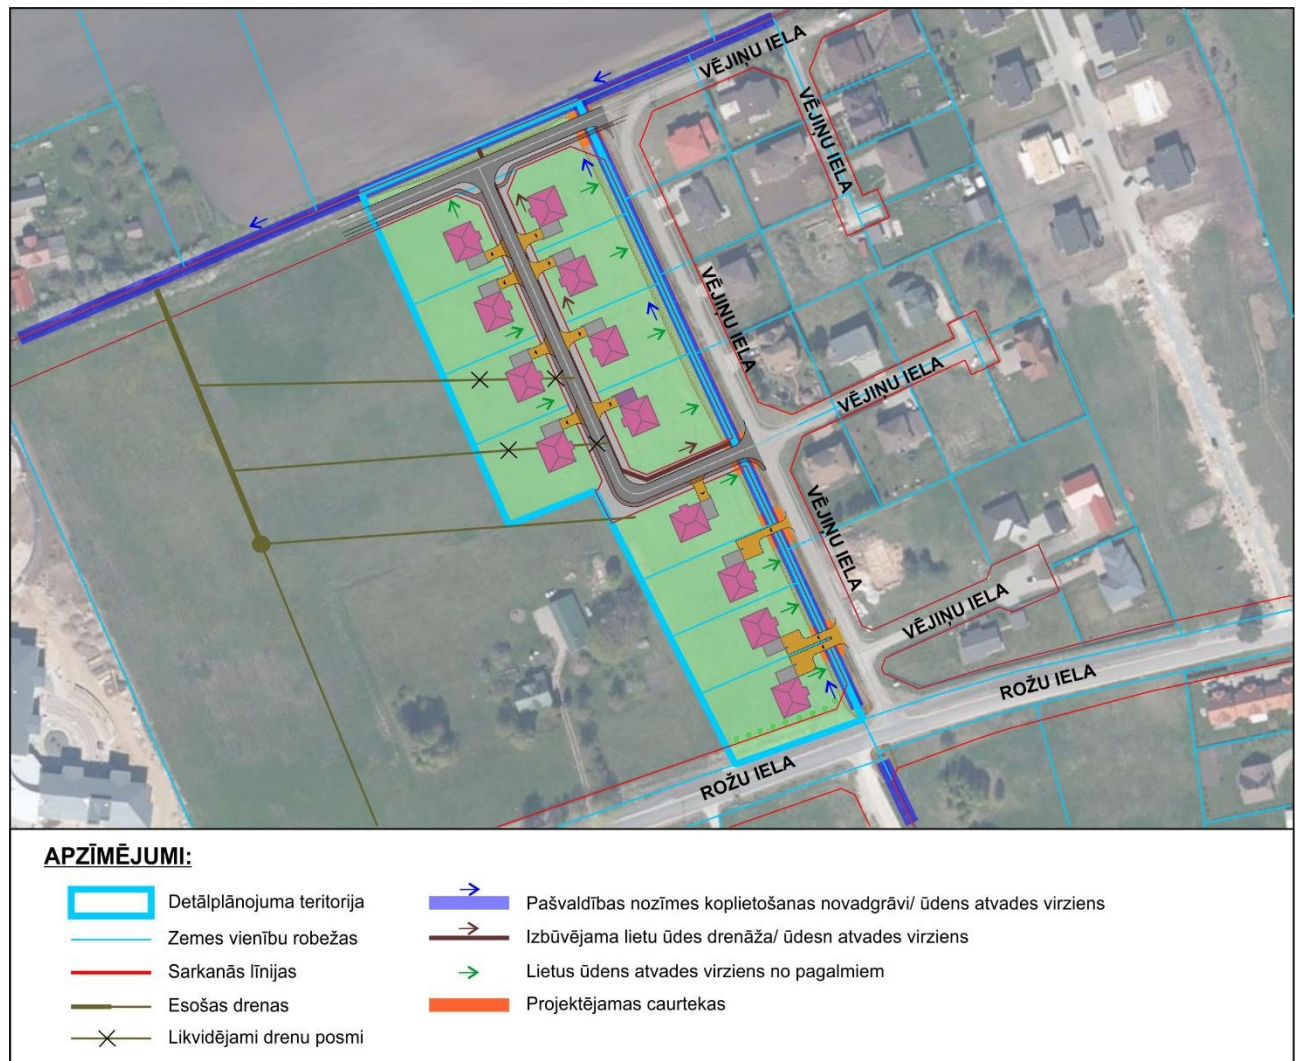 VĒJIŅU IELA
VĒJIŅU IELA
VĒJIŅU IELA
VĒJIŅU IELA
VĒJIŅU IELA
VĒJIŅU IELA
ROŽU IELA
ROŽU IELA
APZĪMĒJUMI:
Detālplānojuma teritorija
Zemes vienību robežas
Sarkanās līnijas
Esošas drenas
Likvidējami drenu posmi
Pašvaldības nozīmes koplietošanas novadgrāvi/ ūdens atvades virziens
Izbūvējama lietu ūdes drenāža/ ūdesn atvades virziens
Lietus ūdens atvades virziens no pagalmiem
Projektējamas caurtekas